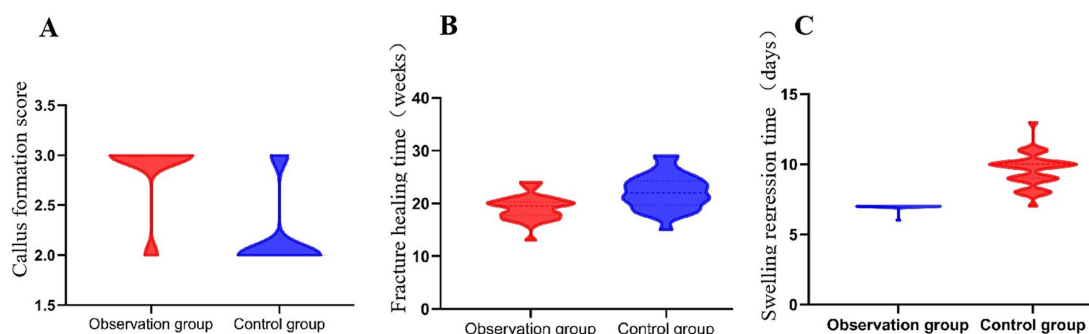 A
Callus formation score
3.5
3.0
2.5
2.0
1.5
Observation group
Control group
B
Fracture healing time（weeks）
40
30
20
10
0
Observation group
Control group
C
Swelling regression time（days）
15
10
5
0
Observation group
Control group